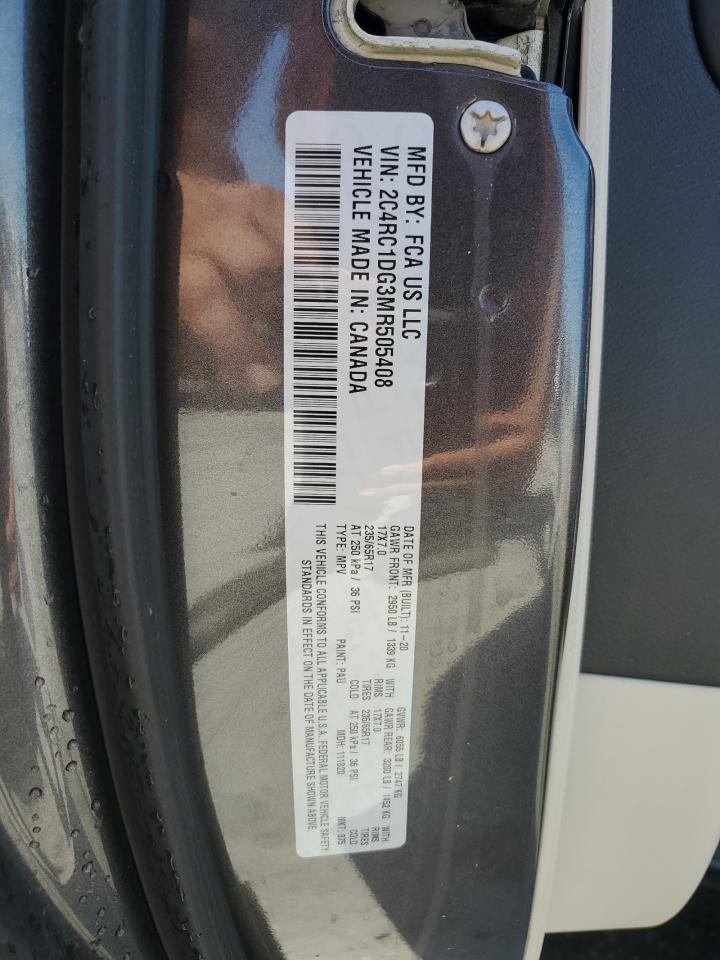 MFD BY: FCA US LLC
VIN: 2C4RC1DG3MR505408
VEHICLE MADE IN: CANADA
DATE OF MFR (BUILT): 11-20 GVWR: 6055 LB / 2747 KG
GAWR FRONT: 2950 LB / 1339 KG WITH GAWR REAR: 3200 LB / 1452 KG WITH
17X7.0 RIMS 17X7.0 RIMS
235/65R17 TIRES 235/65R17 TIRES
AT 250 kPa / 36 PSI COLD AT 250 kPa / 36 PSI COLD
TYPE: MPV PAINT: PAU MDH: 111820 MKT: 875
THIS VEHICLE CONFORMS TO ALL APPLICABLE U.S.A. FEDERAL MOTOR VEHICLE SAFETY
STANDARDS IN EFFECT ON THE DATE OF MANUFACTURE SHOWN ABOVE.